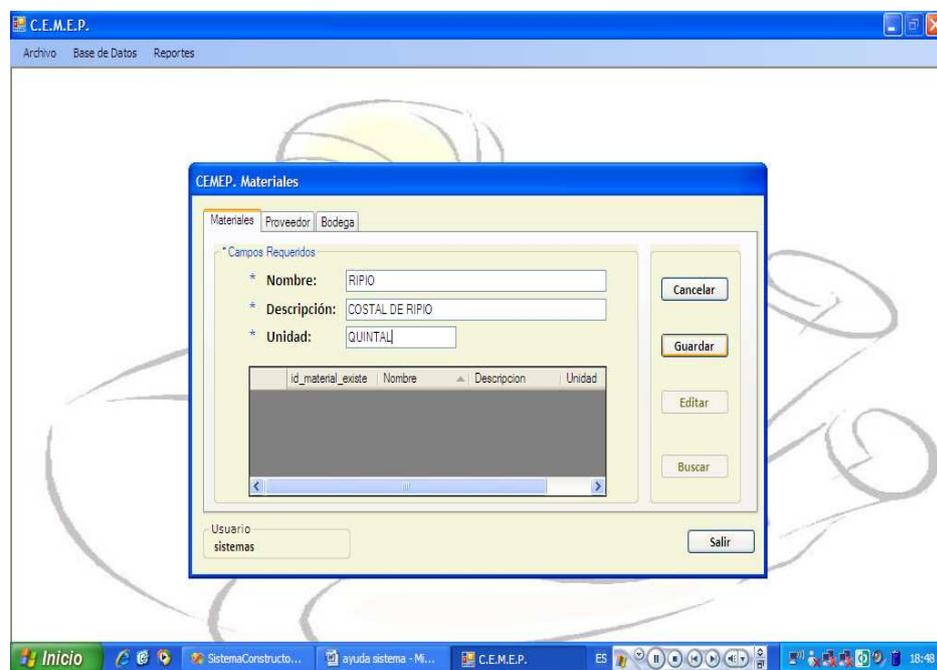 C.E.M.E.P.
Archivo Base de Datos Reportes
CEMEP. Materiales
Materiales Proveedor Bodega
* Campos Requeridos
* Nombre: RIPIO
Cancelar
* Descripción: COSTAL DE RIPIO
* Unidad: QUINTAL
Guardar
id_material_existe Nombre Descripcion Unidad
Editar
Buscar
Usuario
sistemas
Salir
Inicio SistemaConstructo... ayuda sistema - Mi... C.E.M.E.P. ES 18:48